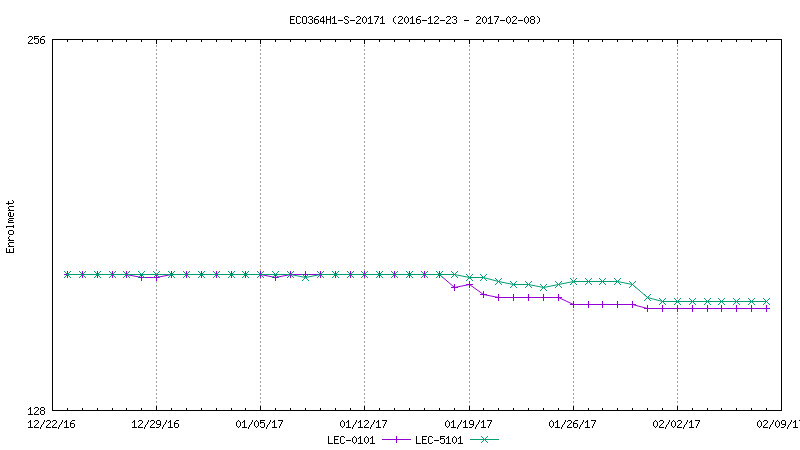 ECO364H1-S-20171 (2016-12-23 - 2017-02-08)
256
Enrolment
128
12/22/16 12/29/16 01/05/17 01/12/17 01/19/17 01/26/17 02/02/17 02/09/17
LEC-0101 LEC-5101